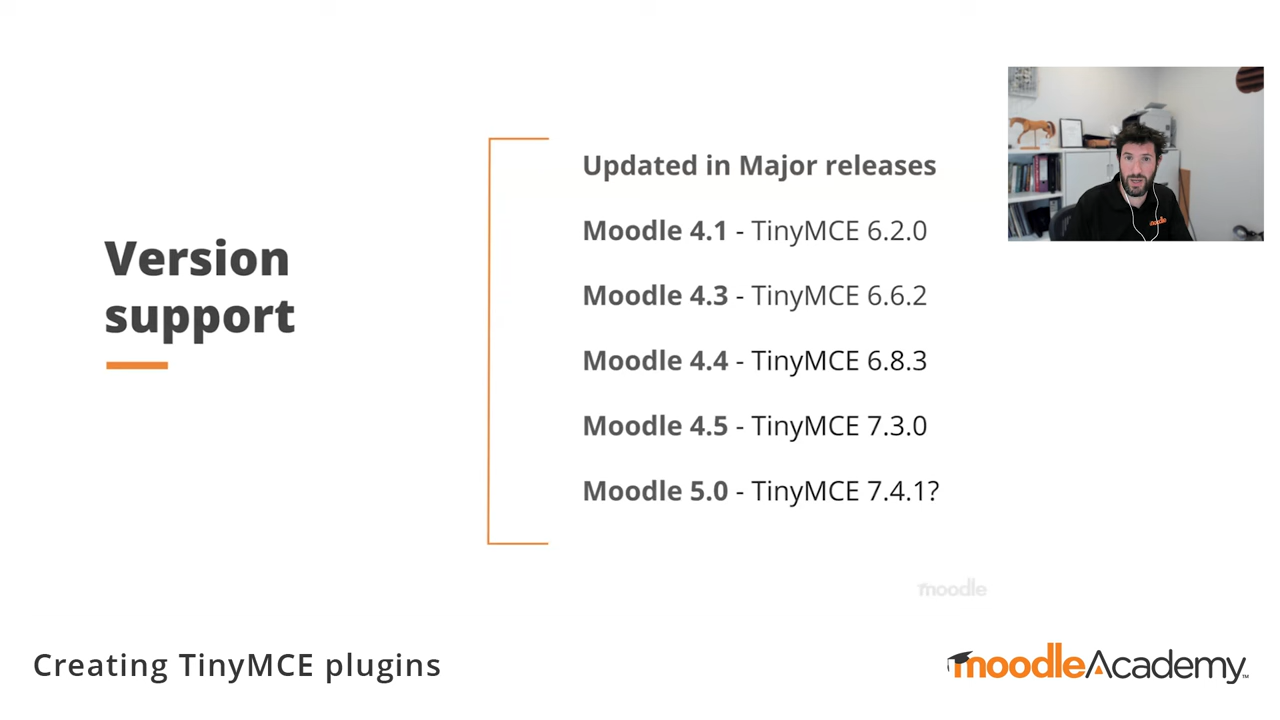 Version
support
Updated in Major releases
Moodle 4.1 - TinyMCE 6.2.0
Moodle 4.3 - TinyMCE 6.6.2
Moodle 4.4 - TinyMCE 6.8.3
Moodle 4.5 - TinyMCE 7.3.0
Moodle 5.0 - TinyMCE 7.4.1?
moodle
moodle
Creating TinyMCE plugins
moodleAcademy™